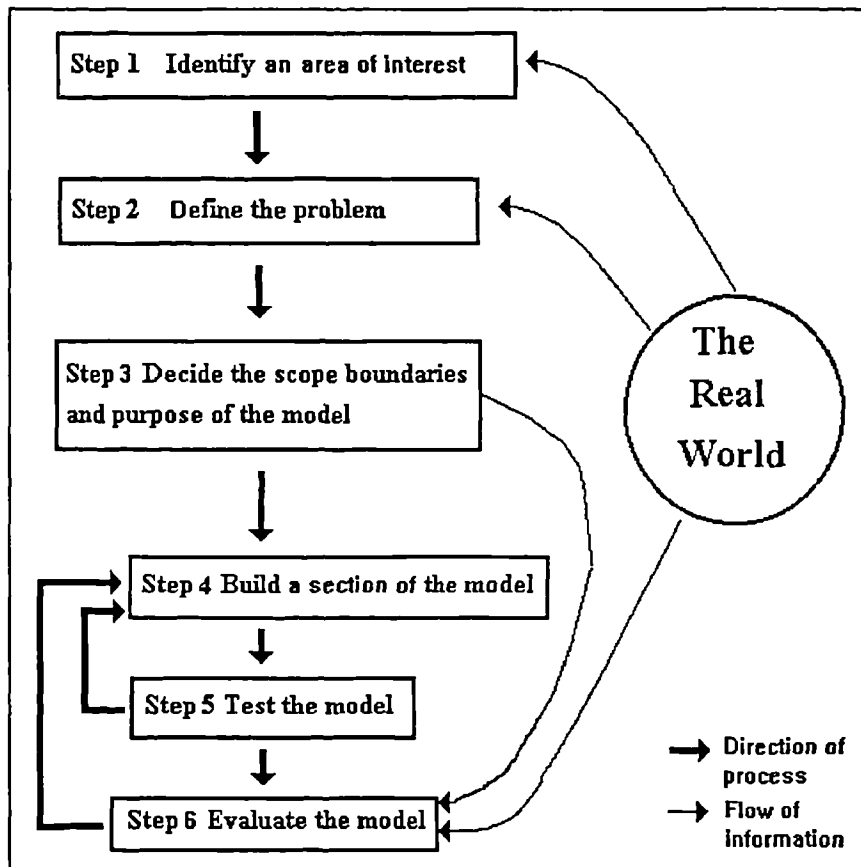 Step 1 Identify an area of interest
Step 2 Define the problem
Step 3 Decide the scope boundaries
and purpose of the model
Step 4 Build a section of the model
Step 5 Test the model
Step 6 Evaluate the model
The
Real
World
Direction of
process
Flow of
information